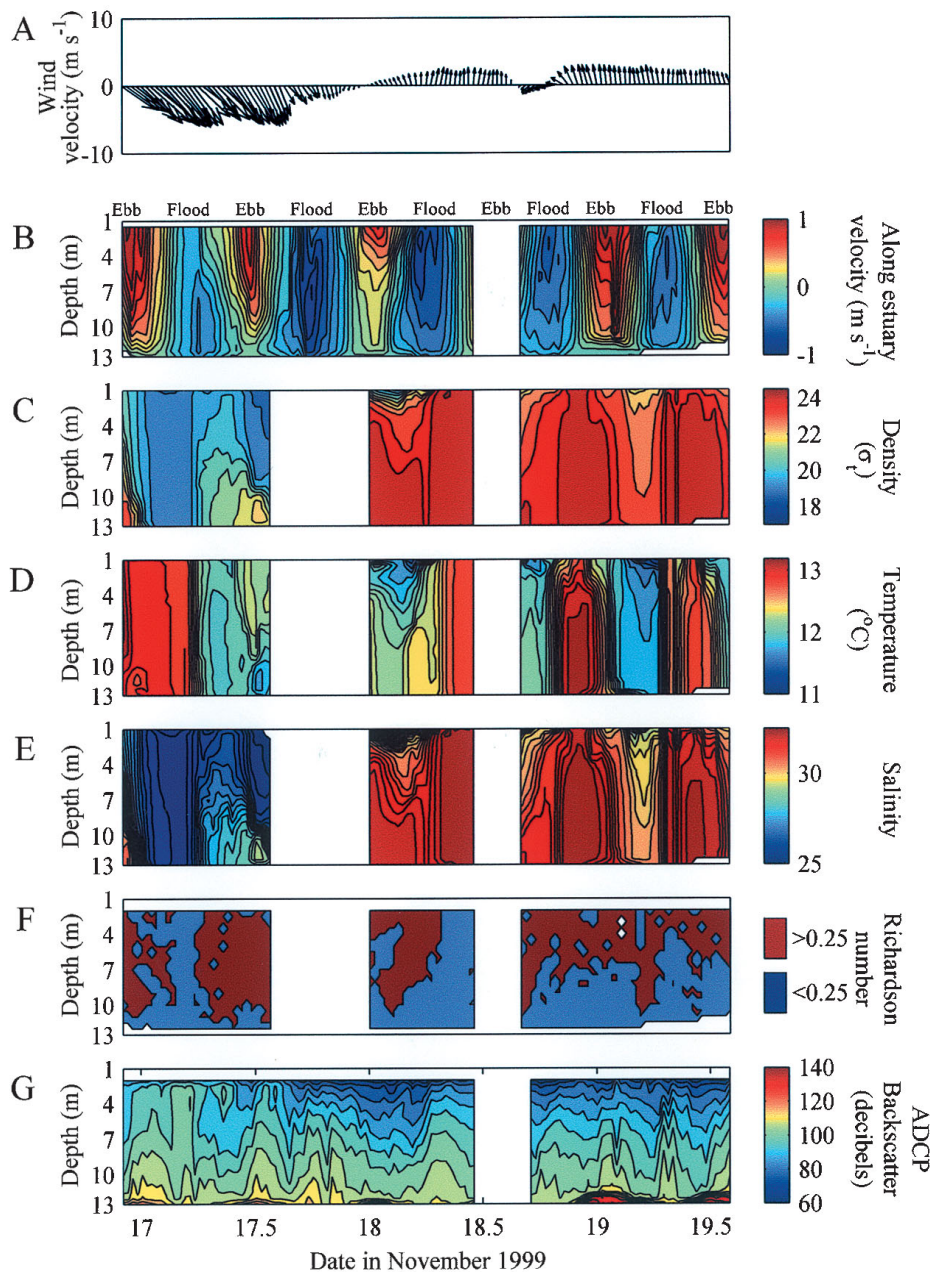 A
Wind
velocity (m s-1)
10
0
-10
Ebb Flood Ebb Flood Ebb Flood Ebb Flood Ebb Flood Ebb
B
Depth (m)
1
4
7
10
13
1
0
-1
Along estuary
velocity (m s-1)
C
Depth (m)
1
4
7
10
13
24
22
20
18
Density
(σt)
D
Depth (m)
1
4
7
10
13
13
12
11
Temperature
(°C)
E
Depth (m)
1
4
7
10
13
30
25
Salinity
F
Depth (m)
1
4
7
10
13
>0.25
<0.25
Richardson
number
G
Depth (m)
1
4
7
10
13
140
120
100
80
60
ADCP
Backscatter
(decibels)
17 17.5 18 18.5 19 19.5
Date in November 1999